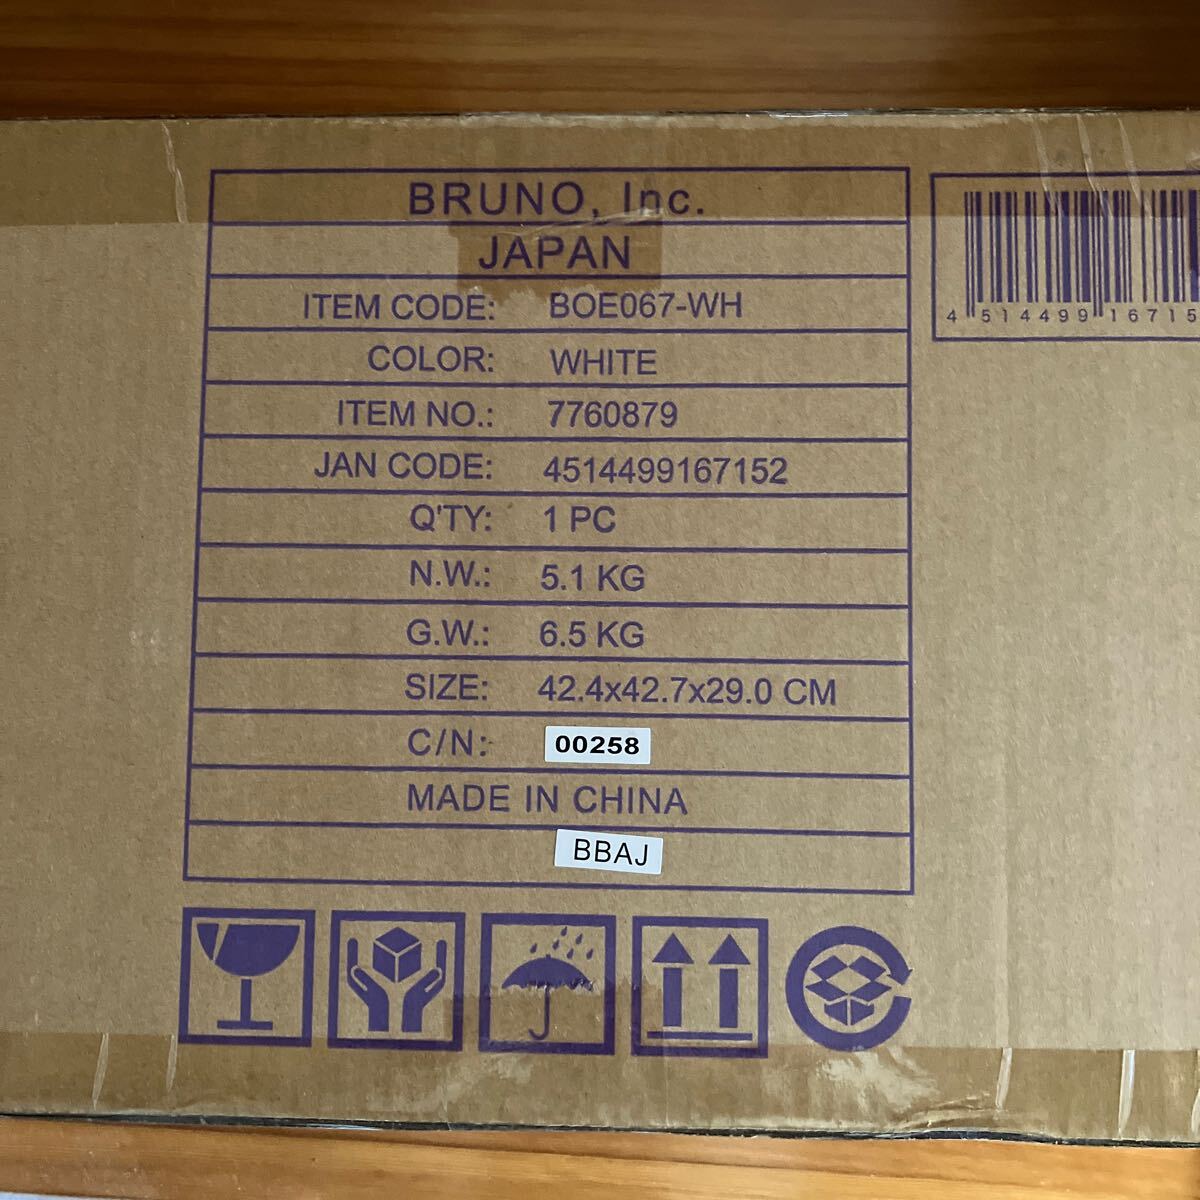 BRUNO, Inc.
JAPAN
ITEM CODE: BOE067-WH
COLOR: WHITE
ITEM NO.: 7760879
JAN CODE: 4514499167152
Q'TY: 1 PC
N.W.: 5.1 KG
G.W.: 6.5 KG
SIZE: 42.4x42.7x29.0 CM
C/N: 00258
MADE IN CHINA
BBAJ
4 514499 16715